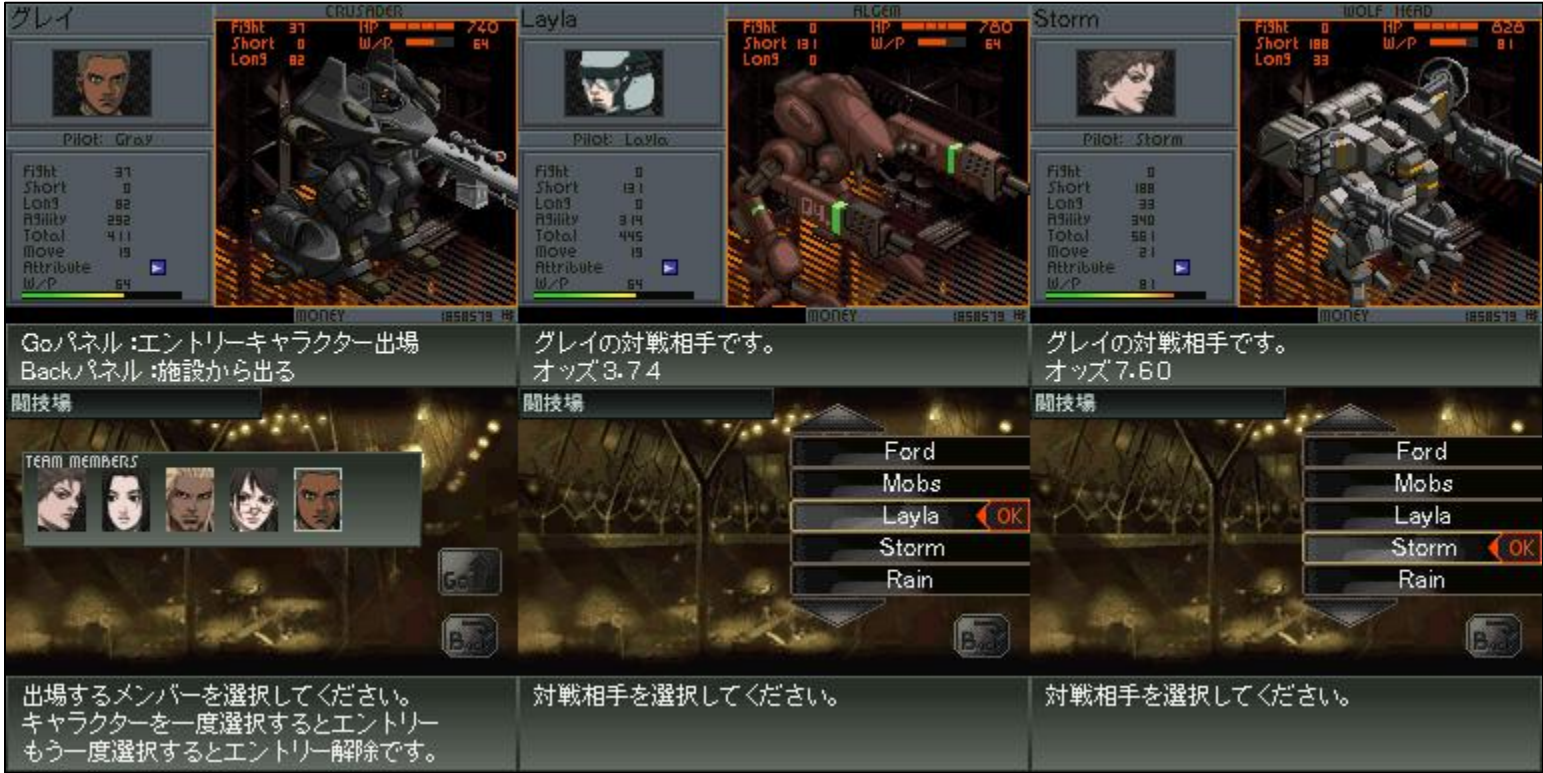 グレイ
CRUSADER
Fight 37
Short 0
Long 82
HP 740
W/P 64
Pilot: Gray
Fight 37
Short 0
Long 82
Agility 292
Total 411
Move 19
Attribute
W/P 64
MONEY 1858579
Goパネル :エントリーキャラクター出場
Backパネル :施設から出る
闘技場
TEAM MEMBERS
Go
Back
出場するメンバーを選択してください。
キャラクターを一度選択するとエントリー
もう一度選択するとエントリー解除です。
Layla
ALGEM
Fight 0
Short 131
Long 0
HP 780
W/P 64
04
Pilot: Layla
Fight 0
Short 131
Long 0
Agility 314
Total 445
Move 19
Attribute
W/P 64
MONEY 1858579
グレイの対戦相手です。
オッズ3.74
闘技場
Ford
Mobs
Layla OK
Storm
Rain
Back
対戦相手を選択してください。
Storm
WOLF HEAD
Fight 0
Short 188
Long 33
HP 828
W/P 81
Pilot: Storm
Fight 0
Short 188
Long 33
Agility 340
Total 561
Move 21
Attribute
W/P 81
MONEY 1858579
グレイの対戦相手です。
オッズ7.60
闘技場
Ford
Mobs
Layla
Storm OK
Rain
Back
対戦相手を選択してください。